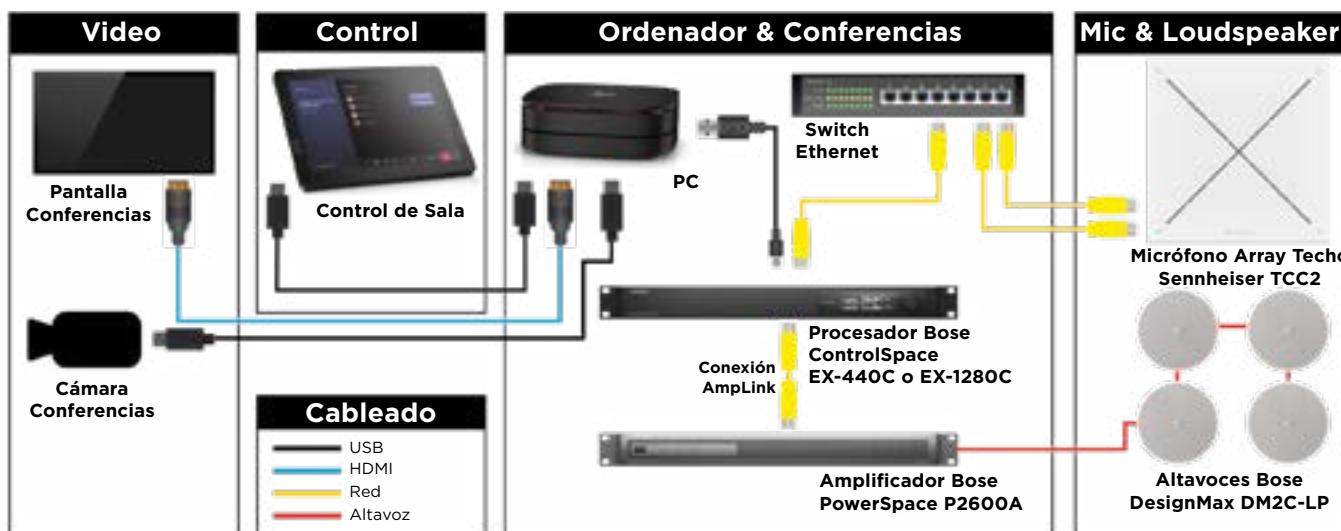 Video
Control
Ordenador & Conferencias
Mic & Loudspeaker
Pantalla
Conferencias
Control de Sala
PC
Switch
Ethernet
Micrófono Array Techo
Sennheiser TCC2
Cámara
Conferencias
Procesador Bose
ControlSpace
EX-440C o EX-1280C
Conexión
AmpLink
Cableado
USB
HDMI
Red
Altavoz
Amplificador Bose
PowerSpace P2600A
Altavoces Bose
DesignMax DM2C-LP